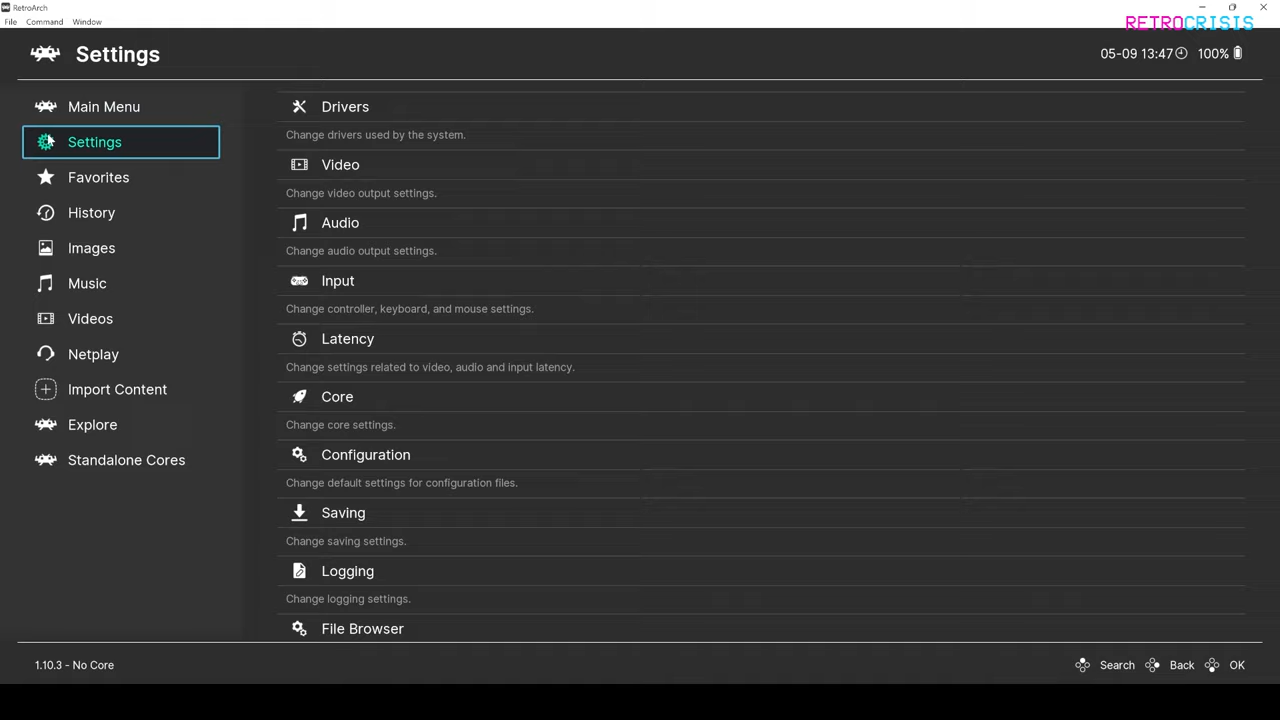 RetroArch
File Command Window
RETROCRISIS
Settings
05-09 13:47 100%
Main Menu
Settings
Favorites
History
Images
Music
Videos
Netplay
Import Content
Explore
Standalone Cores
Drivers
Change drivers used by the system.
Video
Change video output settings.
Audio
Change audio output settings.
Input
Change controller, keyboard, and mouse settings.
Latency
Change settings related to video, audio and input latency.
Core
Change core settings.
Configuration
Change default settings for configuration files.
Saving
Change saving settings.
Logging
Change logging settings.
File Browser
1.10.3 - No Core
Search Back OK